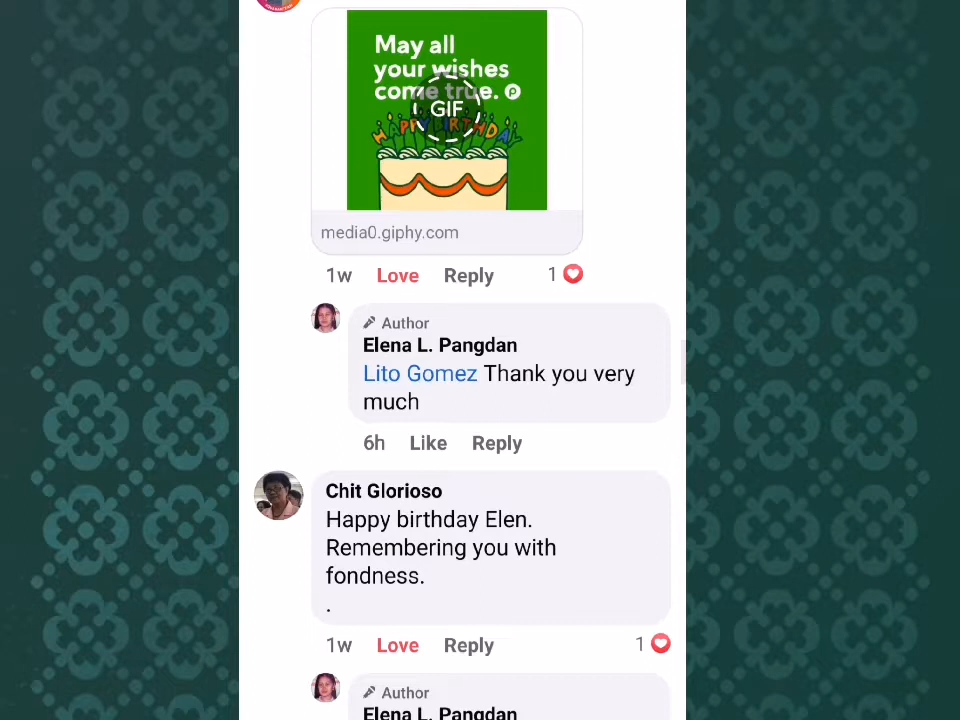 May all
your wishes
come true.
GIF
HAPPY BIRTHDAY
media0.giphy.com
1w Love Reply 1
Author
Elena L. Pangdan
Lito Gomez Thank you very
much
6h Like Reply
Chit Glorioso
Happy birthday Elen.
Remembering you with
fondness.
.
1w Love Reply 1
Author
Elena L. Pangdan